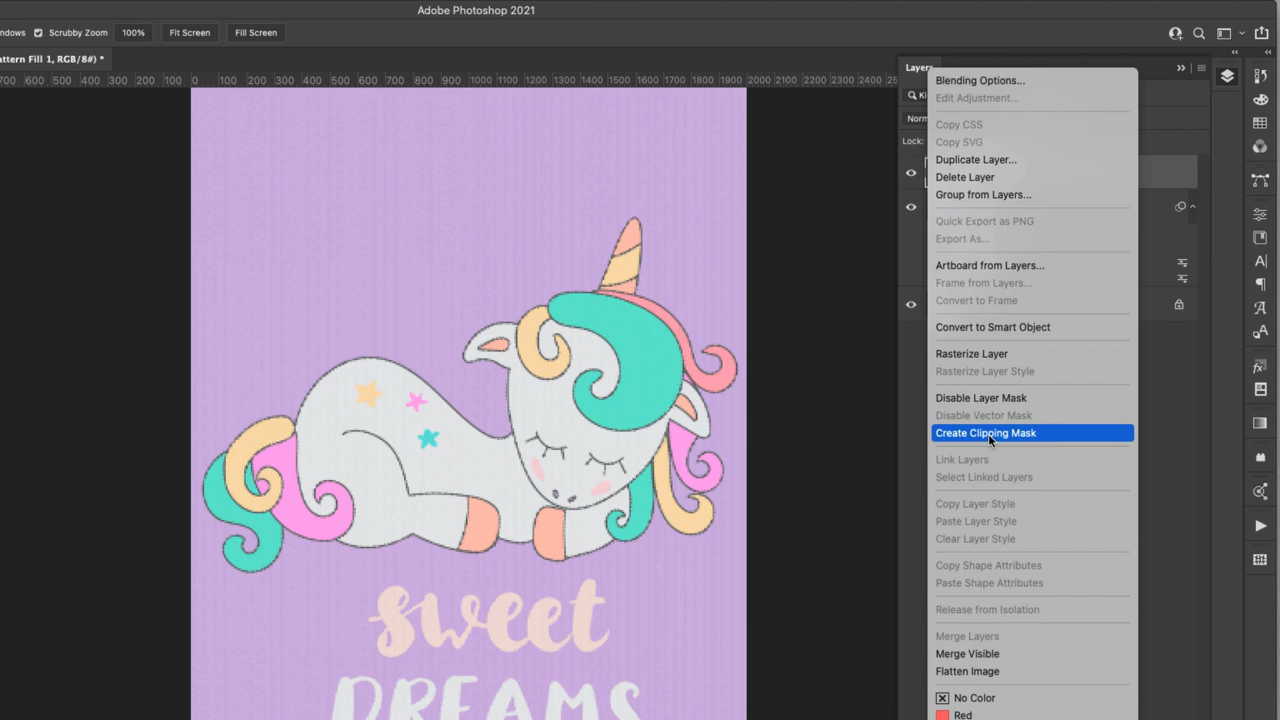 Adobe Photoshop 2021
ndows Scrubby Zoom 100% Fit Screen Fill Screen
attern Fill 1, RGB/8#) *
700 600 500 400 300 200 100 0 100 200 300 400 500 600 700 800 900 1000 1100 1200 1300 1400 1500 1600 1700 1800 1900 2000 2100 2200 2300 2400
Layers
Ki
Norm
Lock:
Blending Options...
Edit Adjustment...
Copy CSS
Copy SVG
Duplicate Layer...
Delete Layer
Group from Layers...
Quick Export as PNG
Export As...
Artboard from Layers...
Frame from Layers...
Convert to Frame
Convert to Smart Object
Rasterize Layer
Rasterize Layer Style
Disable Layer Mask
Disable Vector Mask
Create Clipping Mask
Link Layers
Select Linked Layers
Copy Layer Style
Paste Layer Style
Clear Layer Style
Copy Shape Attributes
Paste Shape Attributes
Release from Isolation
Merge Layers
Merge Visible
Flatten Image
No Color
Red
sweet
DREAMS